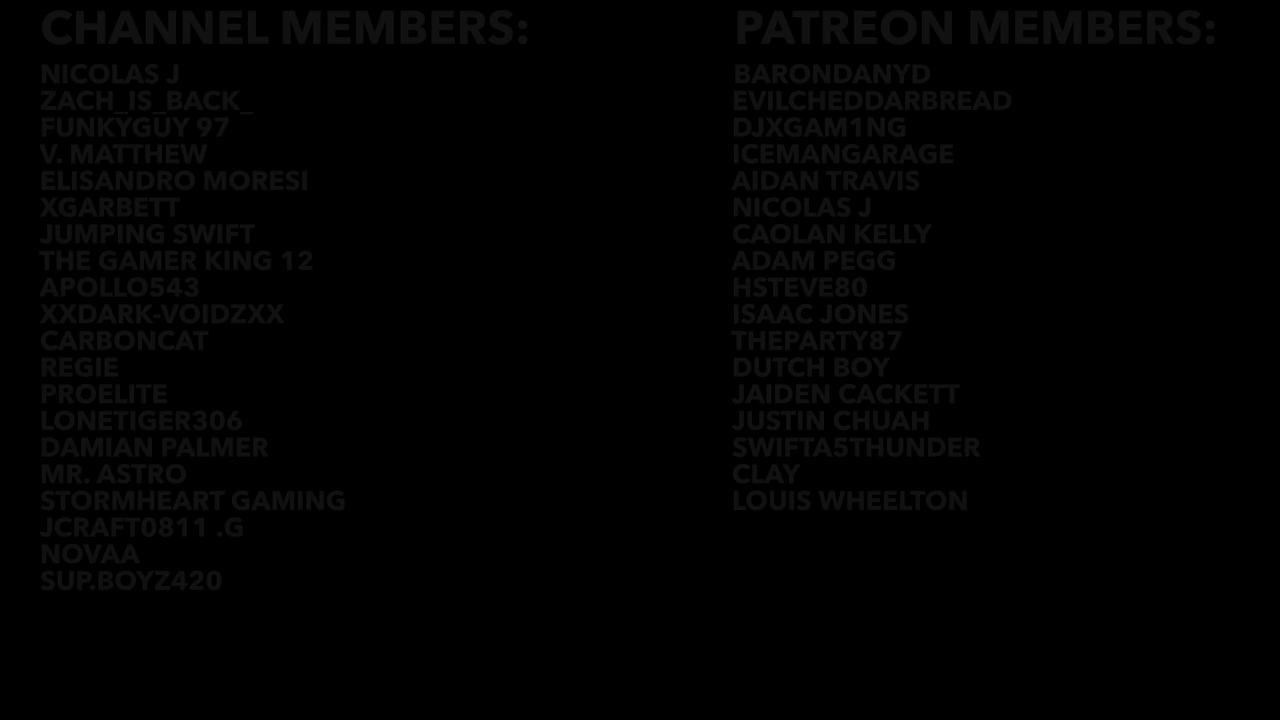 CHANNEL MEMBERS:
NICOLAS J
ZACH_IS_BACK_
FUNKYGUY 97
V. MATTHEW
ELISANDRO MORESI
XGARBETT
JUMPING SWIFT
THE GAMER KING 12
APOLLO543
XXDARK-VOIDZXX
CARBONCAT
REGIE
PROELITE
LONETIGER306
DAMIAN PALMER
MR. ASTRO
STORMHEART GAMING
JCRAFT0811 .G
NOVAA
SUP.BOYZ420
PATREON MEMBERS:
BARONDANYD
EVILCHEDDARBREAD
DJXGAM1NG
ICEMANGARAGE
AIDAN TRAVIS
NICOLAS J
CAOLAN KELLY
ADAM PEGG
HSTEVE80
ISAAC JONES
THEPARTY87
DUTCH BOY
JAIDEN CACKETT
JUSTIN CHUAH
SWIFTA5THUNDER
CLAY
LOUIS WHEELTON